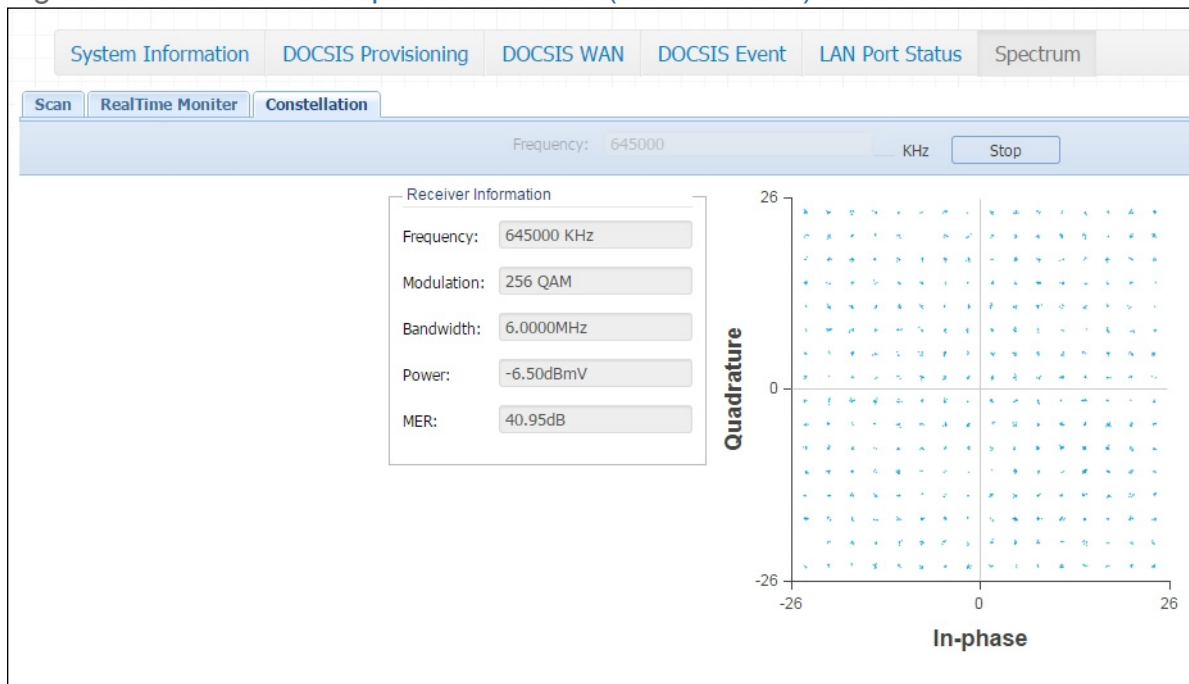 System Information DOCSIS Provisioning DOCSIS WAN DOCSIS Event LAN Port Status Spectrum
Scan RealTime Moniter Constellation
Frequency: 645000 KHz Stop
Receiver Information
Frequency: 645000 KHz
Modulation: 256 QAM
Bandwidth: 6.0000MHz
Power: -6.50dBmV
MER: 40.95dB
26
0
-26
Quadrature
-26 0 26
In-phase